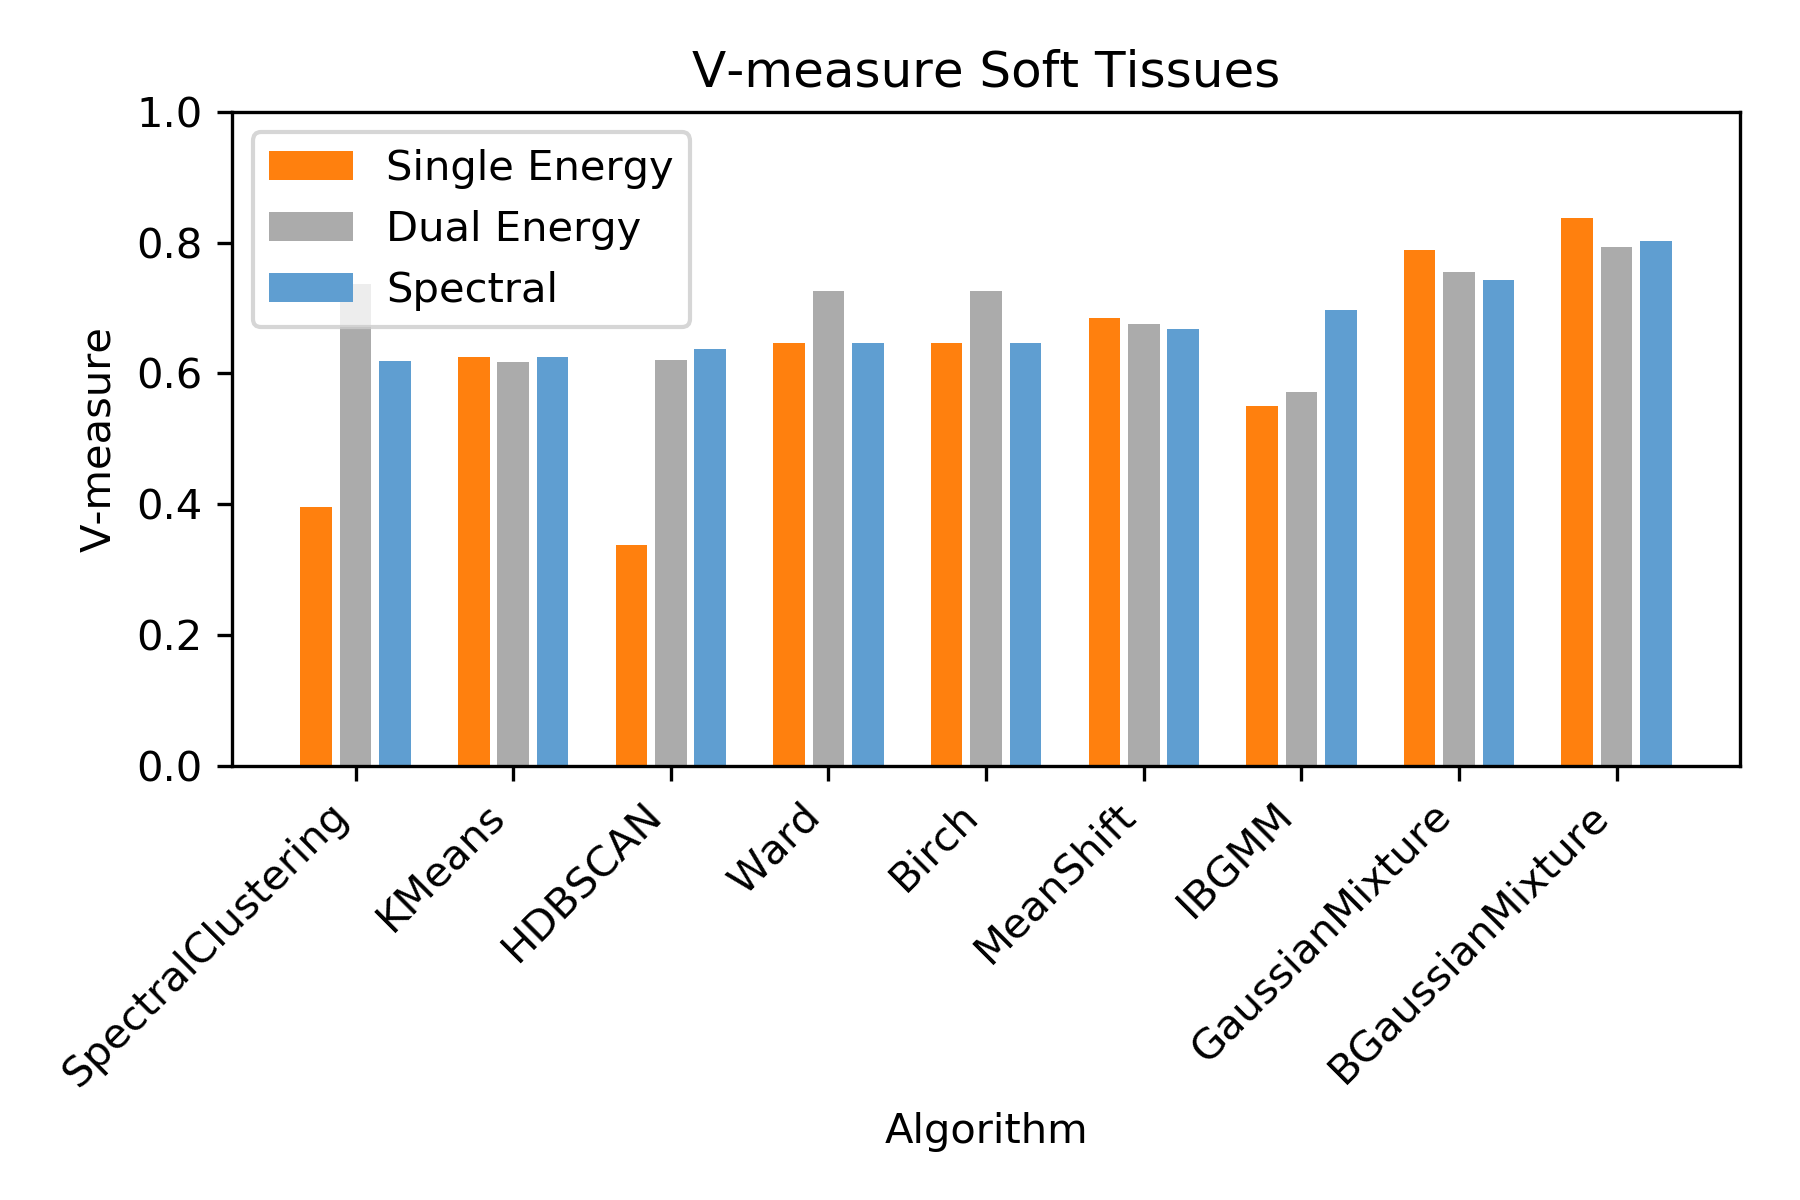 V-measure Soft Tissues
1.0
0.8
0.6
0.4
0.2
0.0
V-measure
Single Energy
Dual Energy
Spectral
SpectralClustering
KMeans
HDBSCAN
Ward
Birch
MeanShift
IBGMM
GaussianMixture
BGaussianMixture
Algorithm